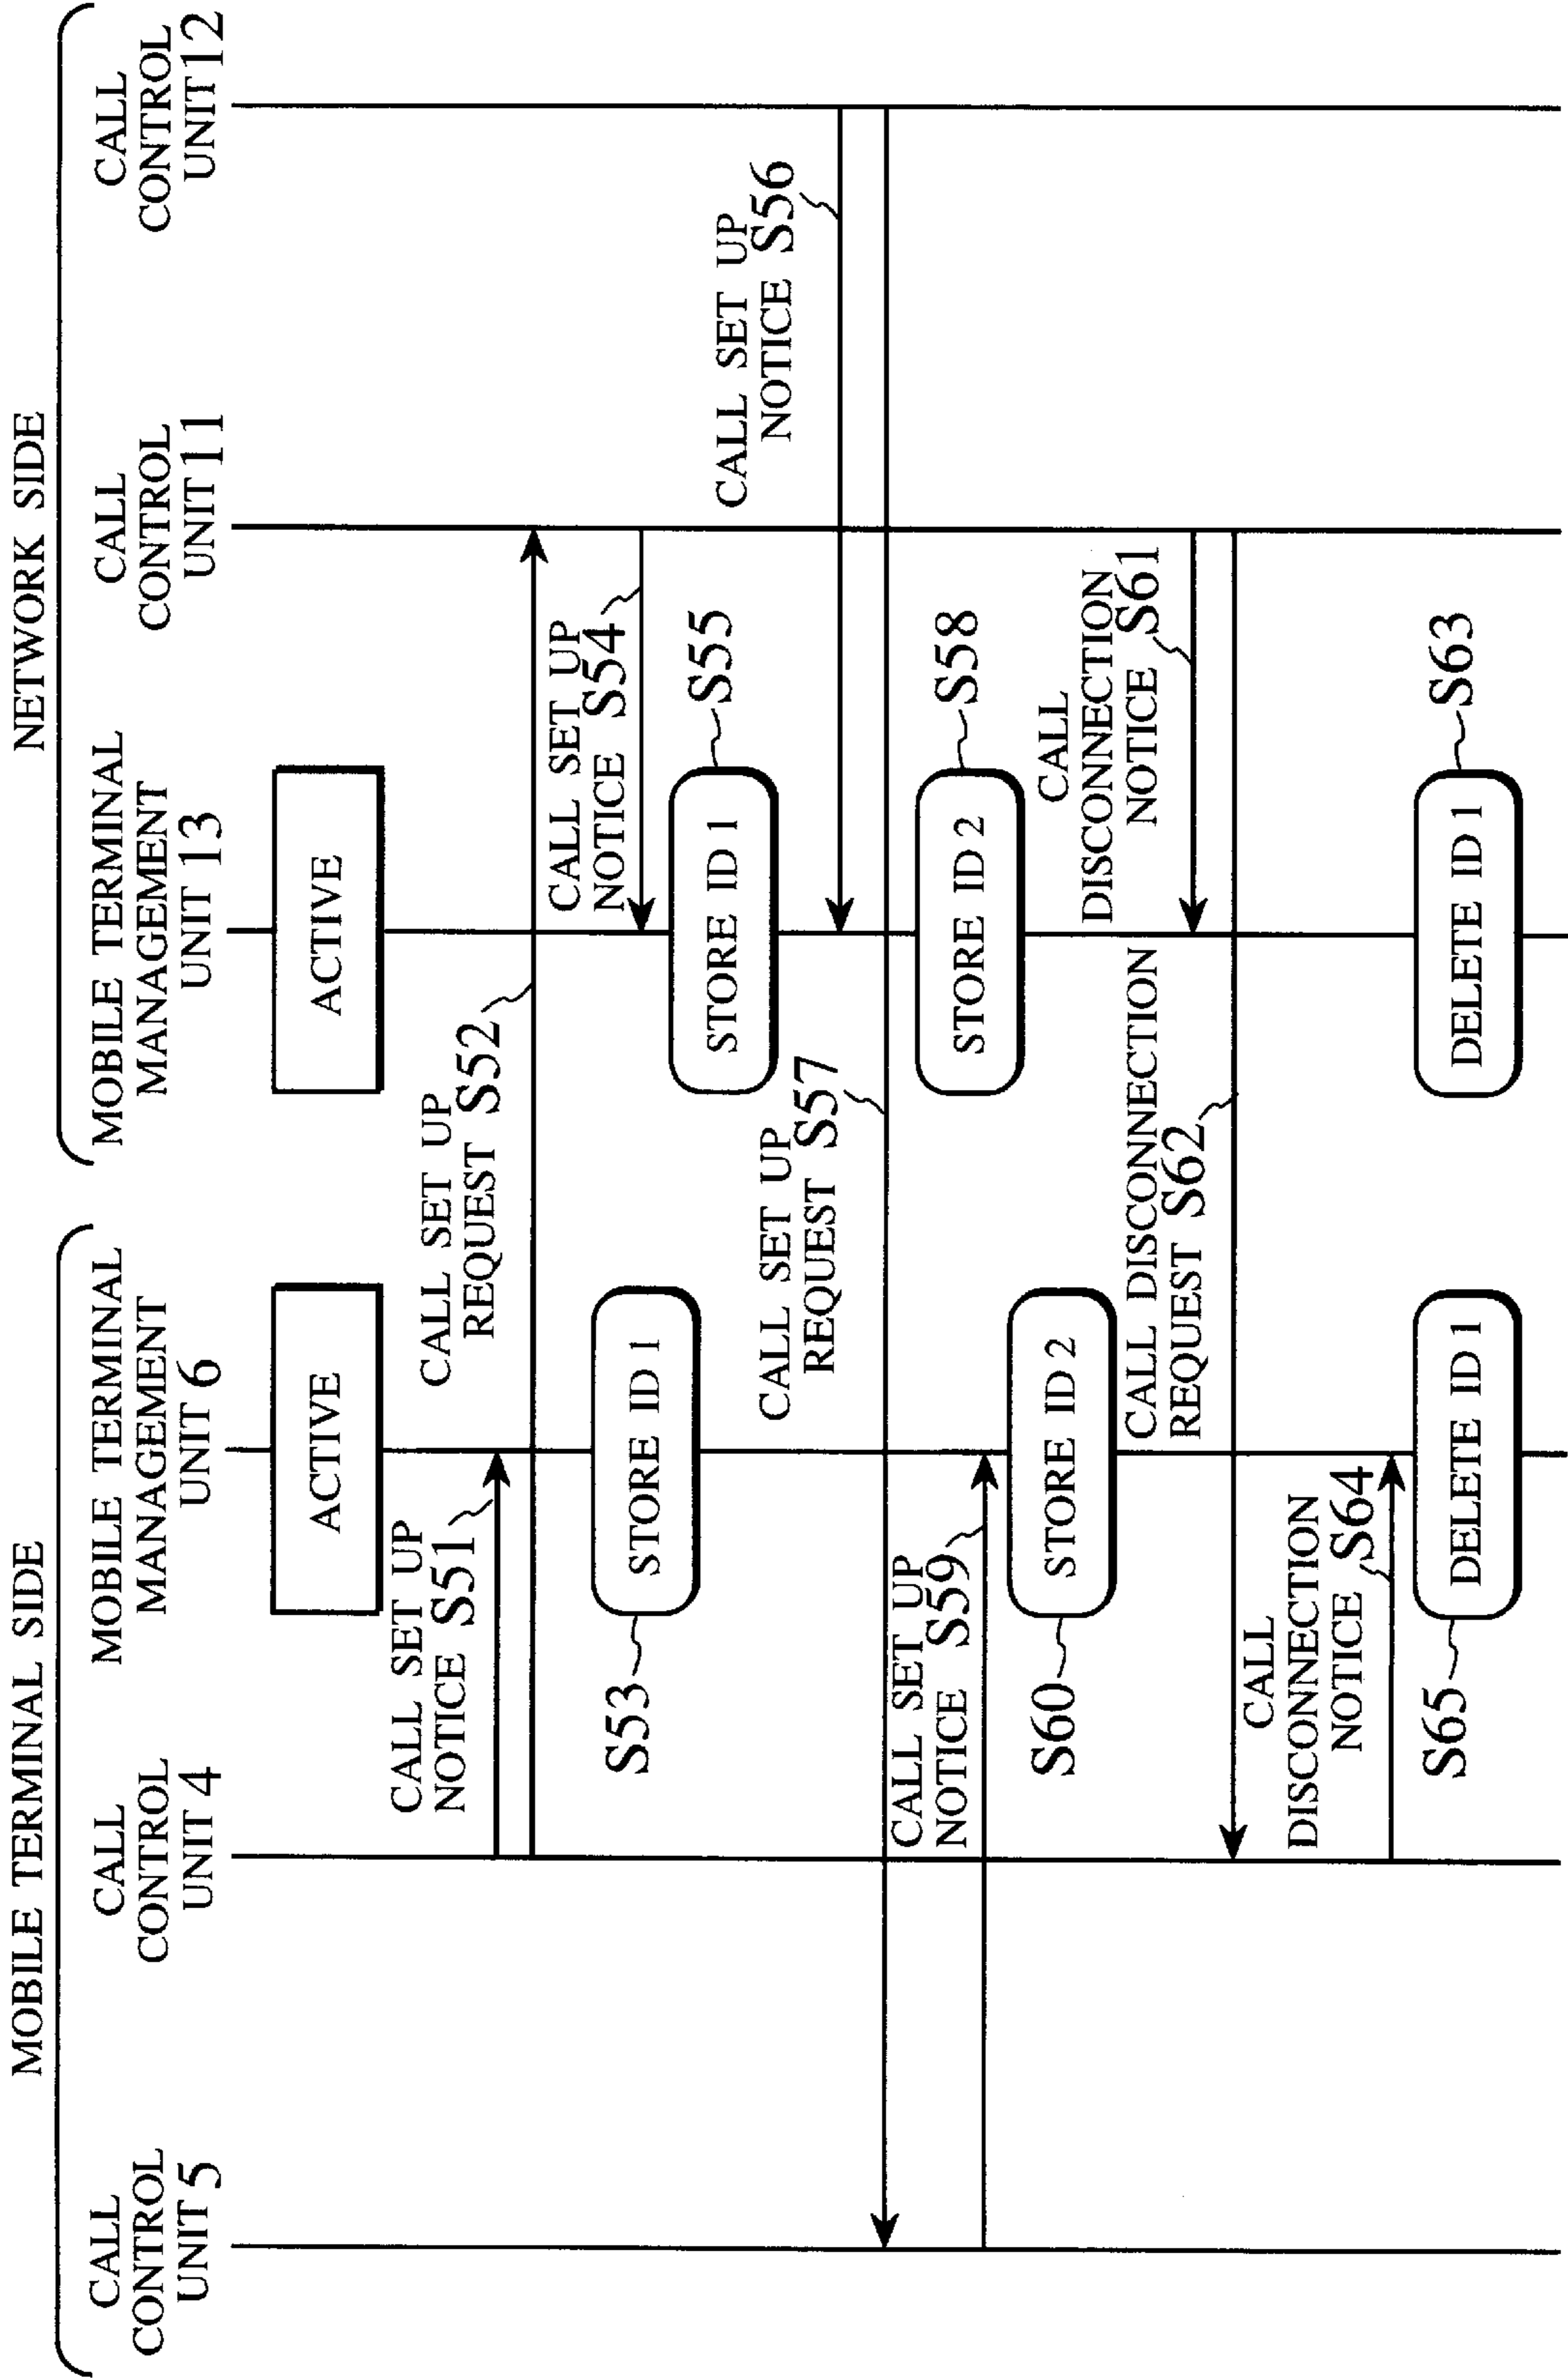 MOBILE TERMINAL SIDE
NETWORK SIDE
CALL
CONTROL
UNIT 5
CALL
CONTROL
UNIT 4
MOBILE TERMINAL
MANAGEMENT
UNIT 6
MOBILE TERMINAL
MANAGEMENT
UNIT 13
CALL
CONTROL
UNIT 11
CALL
CONTROL
UNIT 12
ACTIVE
ACTIVE
CALL SET UP
NOTICE S51
CALL SET UP
REQUEST S52
S53
STORE ID 1
CALL SET UP
NOTICE S54
STORE ID 1
S55
CALL SET UP
NOTICE S56
CALL SET UP
REQUEST S57
STORE ID 2
S58
CALL SET UP
NOTICE S59
S60
STORE ID 2
CALL
DISCONNECTION
NOTICE S61
CALL DISCONNECTION
REQUEST S62
DELETE ID 1
S63
CALL
DISCONNECTION
NOTICE S64
S65
DELETE ID 1